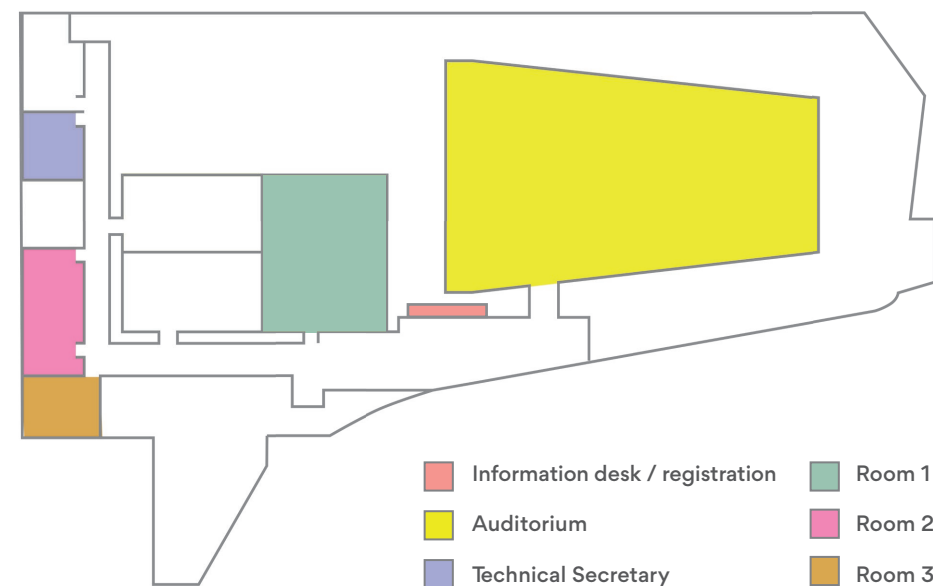 Information desk / registration
Auditorium
Technical Secretary
Room 1
Room 2
Room 3